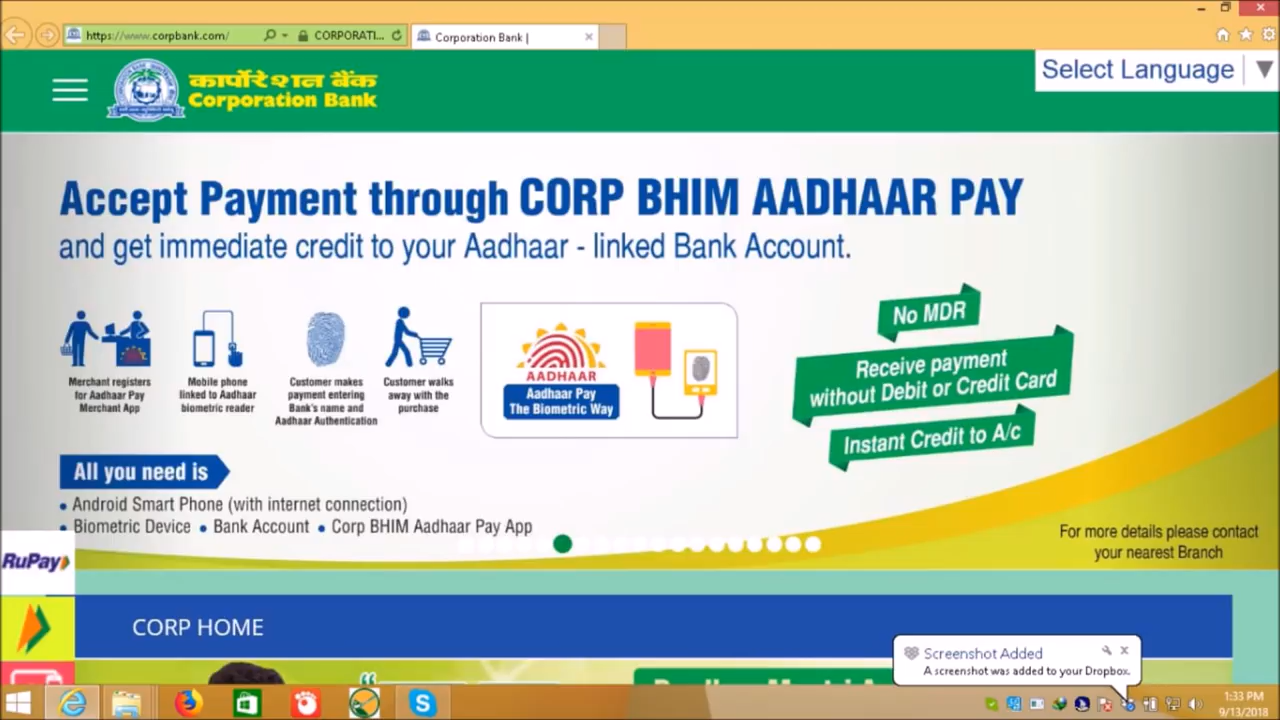 https://www.corpbank.com/
CORPORATI...
Corporation Bank |
कार्पोरेशन बैंक
Corporation Bank
Select Language
Accept Payment through CORP BHIM AADHAAR PAY
and get immediate credit to your Aadhaar - linked Bank Account.
Merchant registers
for Aadhaar Pay
Merchant App
Mobile phone
linked to Aadhaar
biometric reader
Customer makes
payment entering
Bank's name and
Aadhaar Authentication
Customer walks
away with the
purchase
AADHAAR
Aadhaar Pay
The Biometric Way
No MDR
Receive payment
without Debit or Credit Card
Instant Credit to A/c
All you need is
• Android Smart Phone (with internet connection)
• Biometric Device • Bank Account • Corp BHIM Aadhaar Pay App
For more details please contact
your nearest Branch
RuPay
CORP HOME
Screenshot Added
A screenshot was added to your Dropbox.
1:33 PM
9/13/2018